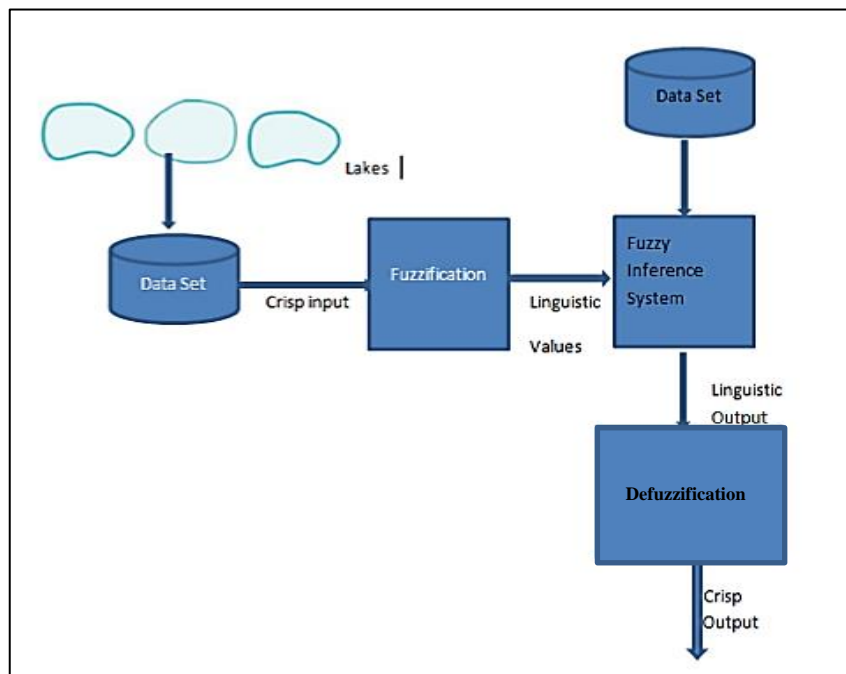 Data Set
Lakes |
Data Set
Crisp input
Fuzzification
Linguistic
Values
Fuzzy
Inference
System
Linguistic
Output
Defuzzification
Crisp
Output